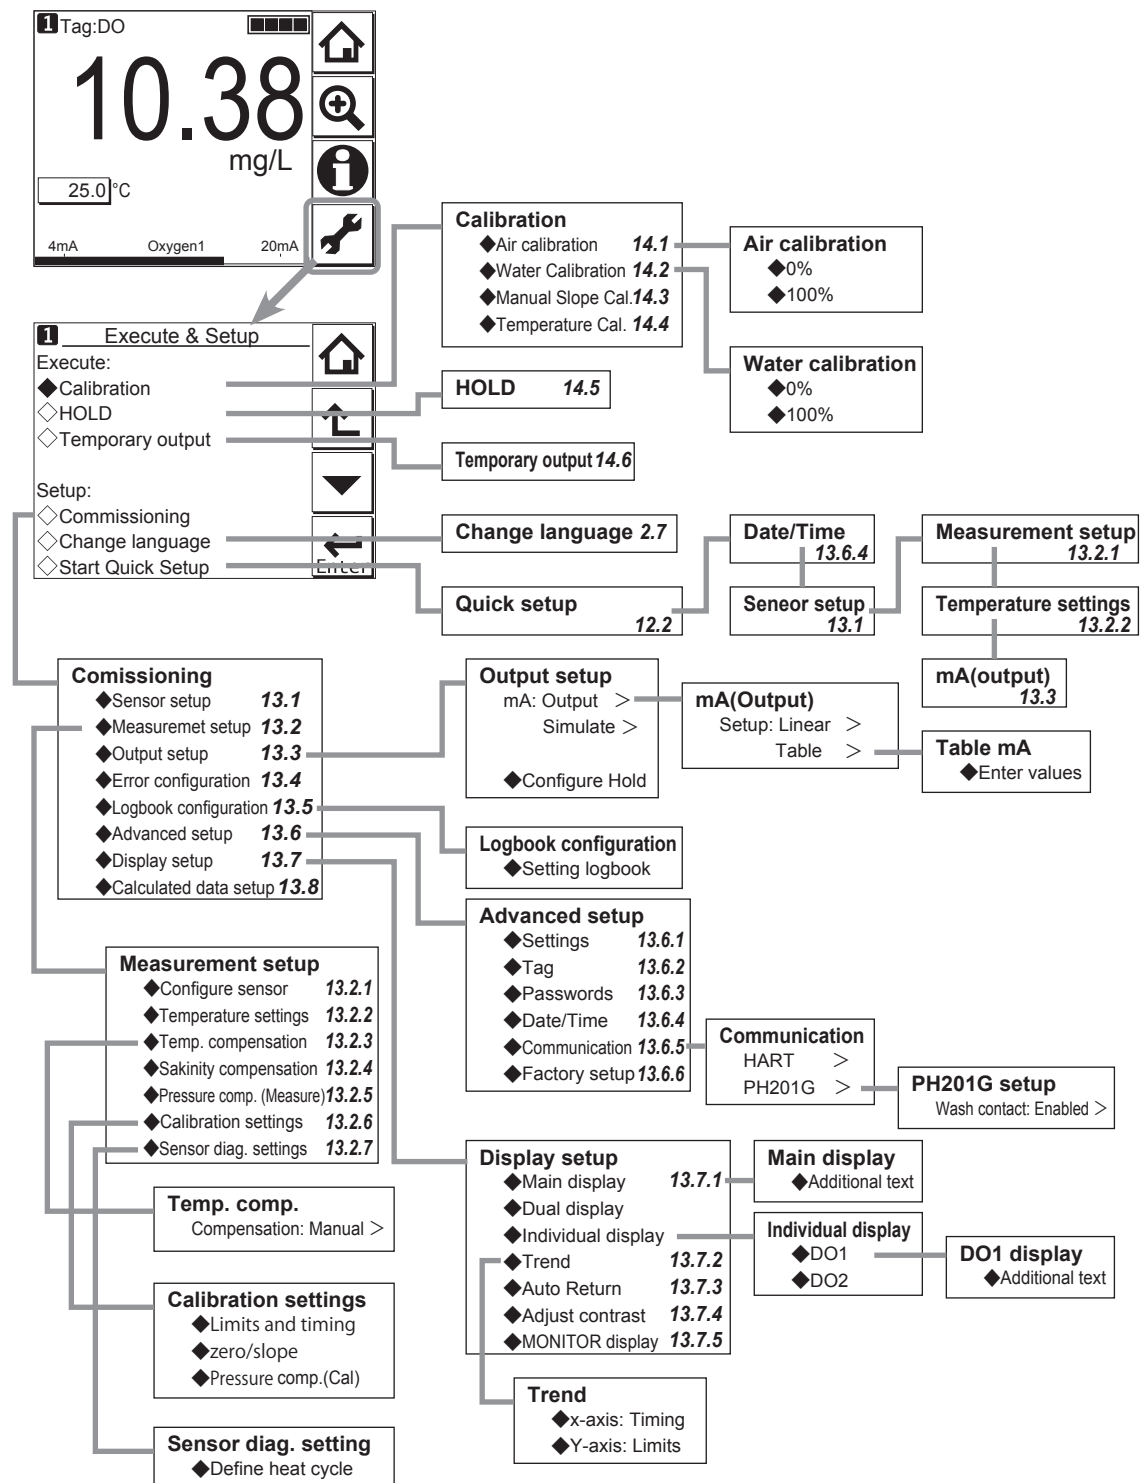 1 Tag:DO
10.38
mg/L
25.0 °C
4mA Oxygen1 20mA
1 Execute & Setup
Execute:
◆Calibration
◇HOLD
◇Temporary output
Setup:
◇Commissioning
◇Change language
◇Start Quick Setup
Enter
Calibration
◆Air calibration 14.1
◆Water Calibration 14.2
◆Manual Slope Cal. 14.3
◆Temperature Cal. 14.4
Air calibration
◆0%
◆100%
Water calibration
◆0%
◆100%
HOLD 14.5
Temporary output 14.6
Change language 2.7
Quick setup
12.2
Date/Time
13.6.4
Seneor setup
13.1
Measurement setup
13.2.1
Temperature settings
13.2.2
mA(output)
13.3
Comissioning
◆Sensor setup 13.1
◆Measuremet setup 13.2
◆Output setup 13.3
◆Error configuration 13.4
◆Logbook configuration 13.5
◆Advanced setup 13.6
◆Display setup 13.7
◆Calculated data setup 13.8
Output setup
mA: Output >
Simulate >
◆Configure Hold
mA(Output)
Setup: Linear >
Table >
Table mA
◆Enter values
Logbook configuration
◆Setting logbook
Advanced setup
◆Settings 13.6.1
◆Tag 13.6.2
◆Passwords 13.6.3
◆Date/Time 13.6.4
◆Communication 13.6.5
◆Factory setup 13.6.6
Communication
HART >
PH201G >
PH201G setup
Wash contact: Enabled >
Measurement setup
◆Configure sensor 13.2.1
◆Temperature settings 13.2.2
◆Temp. compensation 13.2.3
◆Sakinity compensation 13.2.4
◆Pressure comp. (Measure) 13.2.5
◆Calibration settings 13.2.6
◆Sensor diag. settings 13.2.7
Temp. comp.
Compensation: Manual >
Calibration settings
◆Limits and timing
◆zero/slope
◆Pressure comp.(Cal)
Sensor diag. setting
◆Define heat cycle
Display setup
◆Main display 13.7.1
◆Dual display
◆Individual display
◆Trend 13.7.2
◆Auto Return 13.7.3
◆Adjust contrast 13.7.4
◆MONITOR display 13.7.5
Main display
◆Additional text
Individual display
◆DO1
◆DO2
DO1 display
◆Additional text
Trend
◆x-axis: Timing
◆Y-axis: Limits